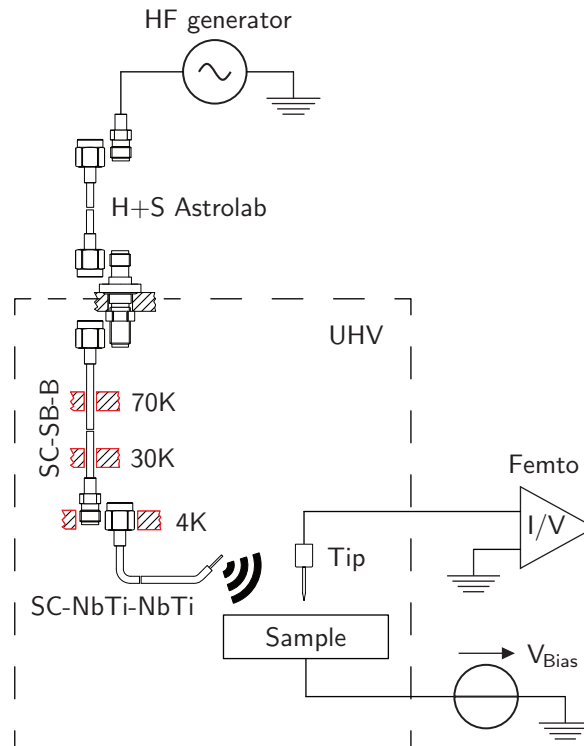 HF generator
H+S Astrolab
UHV
SC-SB-B
70K
30K
4K
Femto
I/V
Tip
SC-NbTi-NbTi
Sample
V_Bias